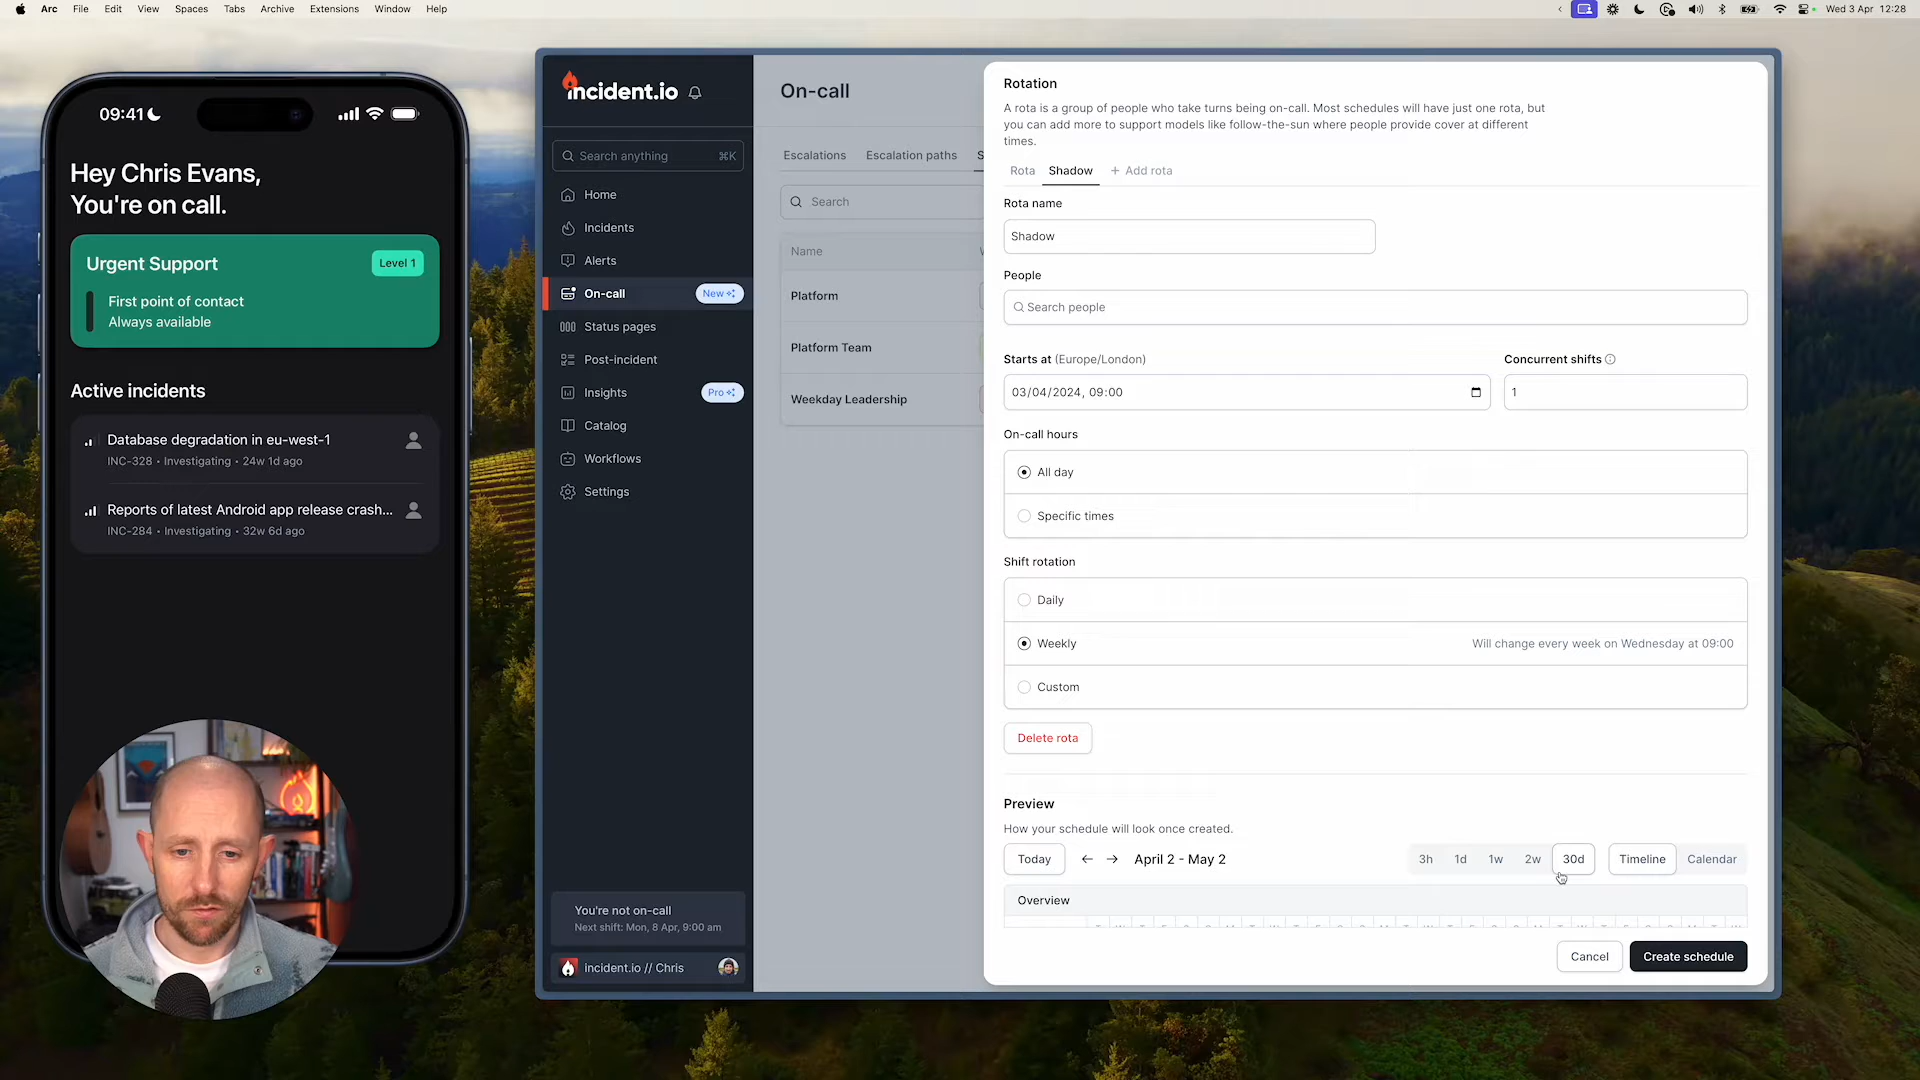 Arc File Edit View Spaces Tabs Archive Extensions Window Help
Wed 3 Apr 12:28
09:41
Hey Chris Evans,
You're on call.
Urgent Support
Level 1
First point of contact
Always available
Active incidents
Database degradation in eu-west-1
INC-328 • Investigating • 24w 1d ago
Reports of latest Android app release crash...
INC-284 • Investigating • 32w 6d ago
incident.io
Search anything ⌘K
Home
Incidents
Alerts
On-call New
Status pages
Post-incident
Insights Pro
Catalog
Workflows
Settings
You're not on-call
Next shift: Mon, 8 Apr, 9:00 am
incident.io // Chris
On-call
Escalations Escalation paths S
Search
Name
Platform
Platform Team
Weekday Leadership
Rotation
A rota is a group of people who take turns being on-call. Most schedules will have just one rota, but
you can add more to support models like follow-the-sun where people provide cover at different
times.
Rota Shadow + Add rota
Rota name
Shadow
People
Search people
Starts at (Europe/London) Concurrent shifts
03/04/2024, 09:00 1
On-call hours
All day
Specific times
Shift rotation
Daily
Weekly Will change every week on Wednesday at 09:00
Custom
Delete rota
Preview
How your schedule will look once created.
Today ← → April 2 - May 2 3h 1d 1w 2w 30d Timeline Calendar
Overview
Cancel Create schedule